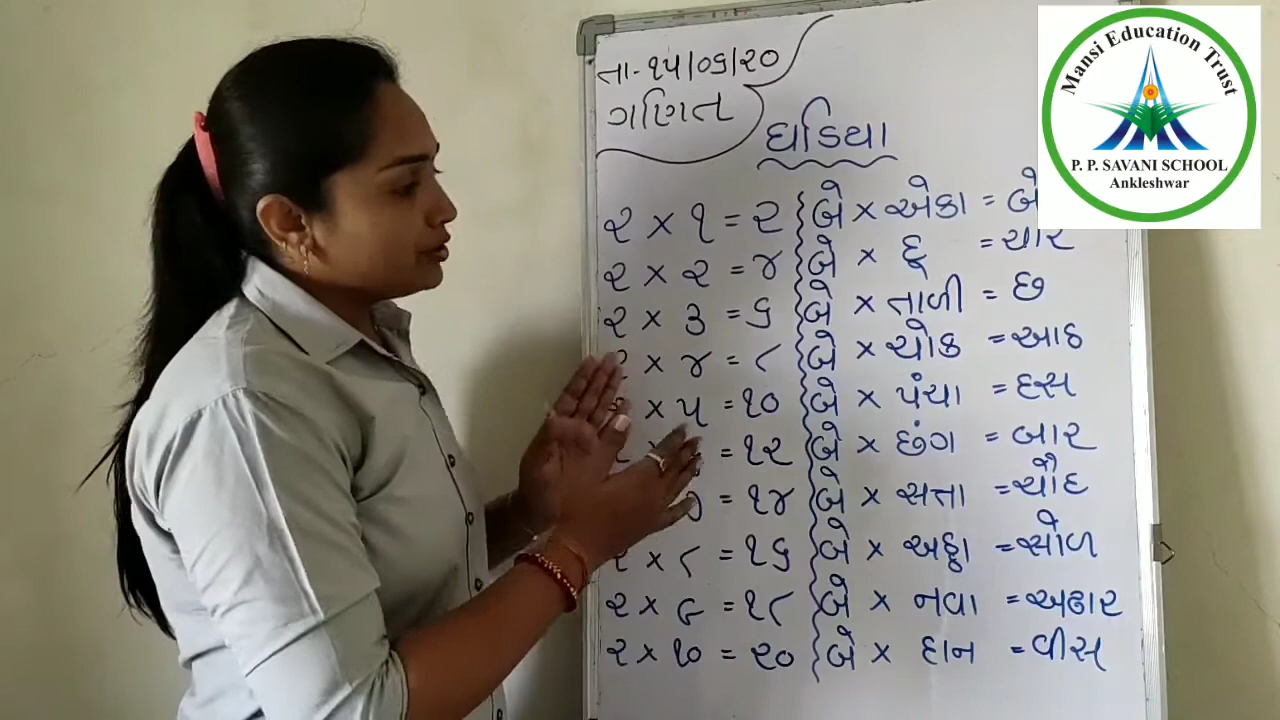 તા-૧૫/૦૬/૨૦
ગણિત
ઘડિયા
૨ × ૧ = ૨ બે × એકા = બે
૨ × ૨ = ૪ બે × દૂ = ચાર
૨ × ૩ = ૬ બે × તાળી = છ
૨ × ૪ = ૮ બે × ચોક = આઠ
૨ × ૫ = ૧૦ બે × પંચા = દસ
૨ × = ૧૨ બે × છંગ = બાર
૭ = ૧૪ બે × સત્તા = ચૌદ
૨ × ૮ = ૧૬ બે × અઠ્ઠા = સોળ
૨ × ૯ = ૧૮ બે × નવા = અઢાર
૨ × ૧૦ = ૨૦ બે × દાન = વીસ
Mansi Education Trust
P. P. SAVANI SCHOOL
Ankleshwar